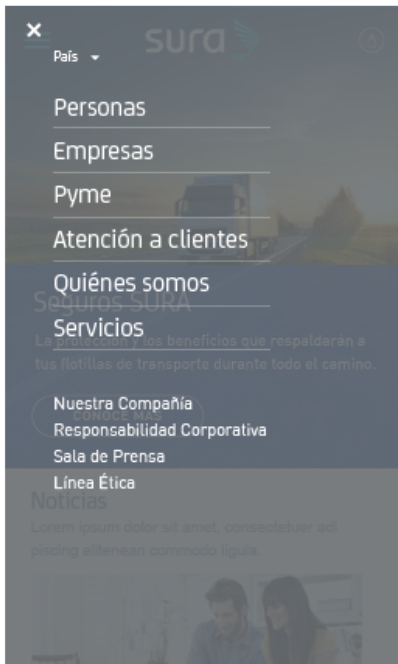 sura
País
Personas
Empresas
Pyme
Atención a clientes
Quiénes somos
Seguros SURA
Servicios
La protección y los beneficios que respaldarán a
tus flotillas de transporte durante todo el camino.
Nuestra Compañía
CONOCE MÁS
Responsabilidad Corporativa
Sala de Prensa
Línea Ética
Noticias
Lorem ipsum dolor sit amet, consectetuer adi
piscing elitenean commodo ligula.